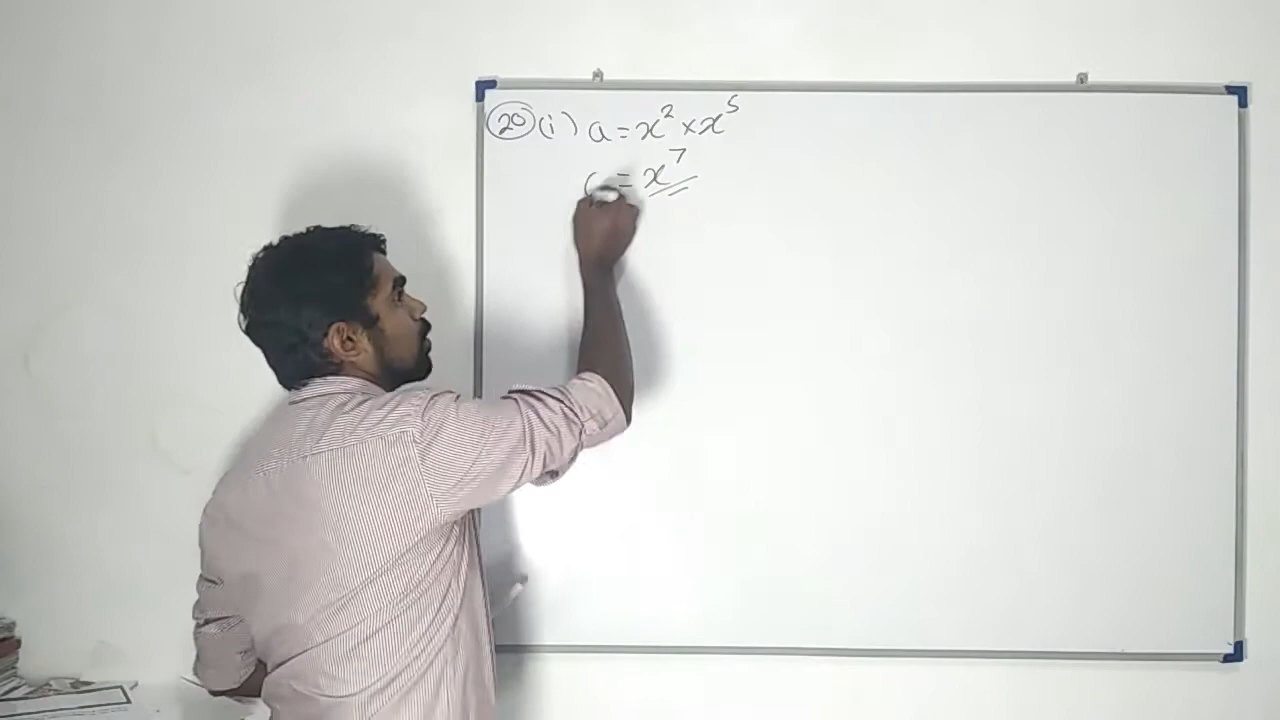 20 (i) a = x² × x⁵
= x⁷